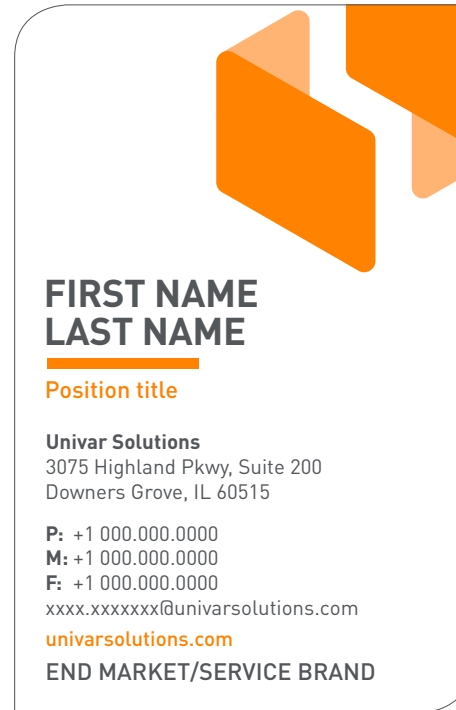 FIRST NAME
LAST NAME
Position title
Univar Solutions
3075 Highland Pkwy, Suite 200
Downers Grove, IL 60515
P: +1 000.000.0000
M: +1 000.000.0000
F: +1 000.000.0000
xxxx.xxxxxxx@univarsolutions.com
univarsolutions.com
END MARKET/SERVICE BRAND